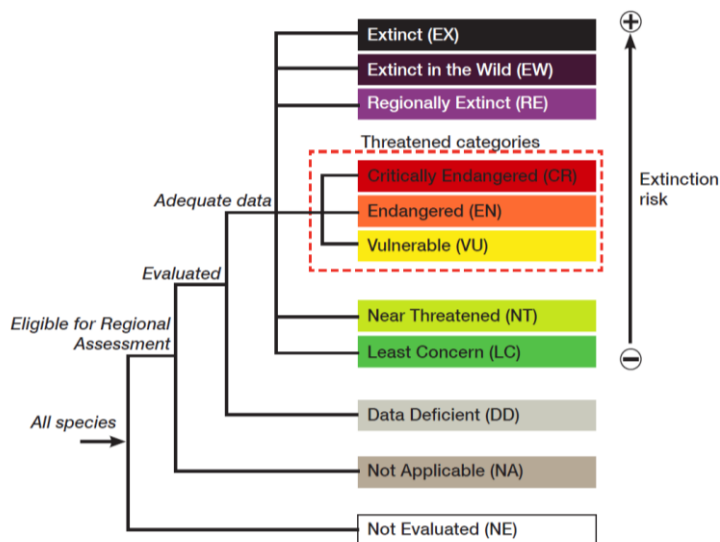 Extinct (EX)
Extinct in the Wild (EW)
Regionally Extinct (RE)
Threatened categories
Critically Endangered (CR)
Endangered (EN)
Vulnerable (VU)
Near Threatened (NT)
Least Concern (LC)
Data Deficient (DD)
Not Applicable (NA)
Not Evaluated (NE)
Adequate data
Evaluated
Eligible for Regional
Assessment
All species
+
Extinction
risk
−